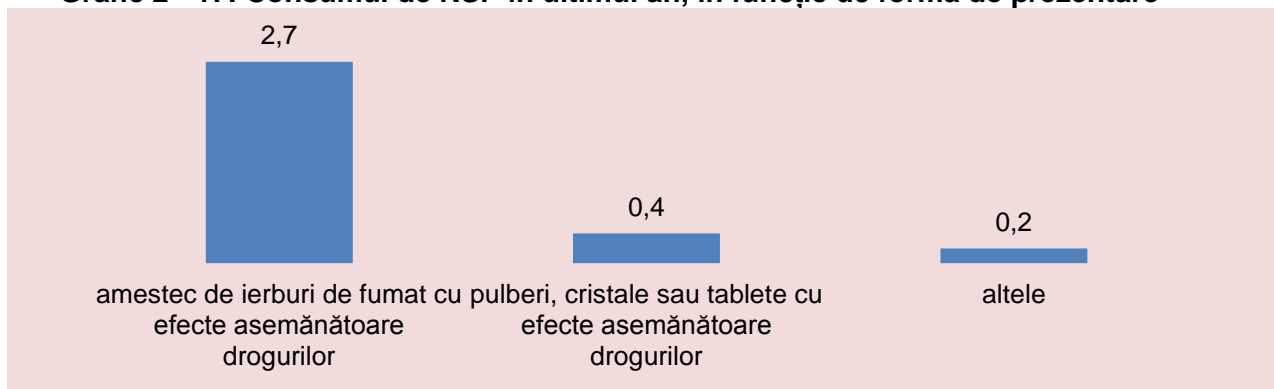 2,7
0,4
0,2
amestec de ierburi de fumat cu
efecte asemănătoare
drogurilor
pulberi, cristale sau tablete cu
efecte asemănătoare
drogurilor
altele